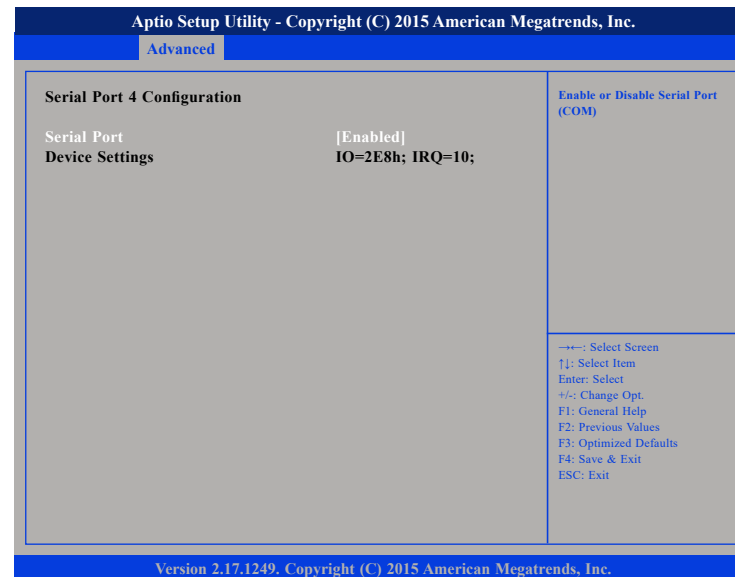 Aptio Setup Utility - Copyright (C) 2015 American Megatrends, Inc.
Advanced
Serial Port 4 Configuration
Serial Port [Enabled]
Device Settings IO=2E8h; IRQ=10;
Enable or Disable Serial Port
(COM)
→←: Select Screen
↑↓: Select Item
Enter: Select
+/-: Change Opt.
F1: General Help
F2: Previous Values
F3: Optimized Defaults
F4: Save & Exit
ESC: Exit
Version 2.17.1249. Copyright (C) 2015 American Megatrends, Inc.